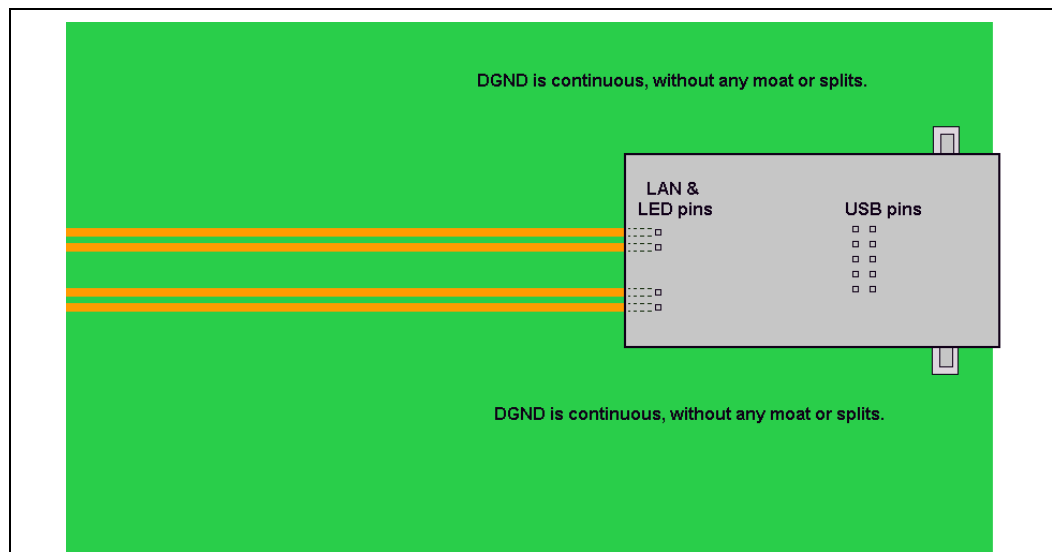 DGND is continuous, without any moat or splits.
LAN &
LED pins
USB pins
DGND is continuous, without any moat or splits.